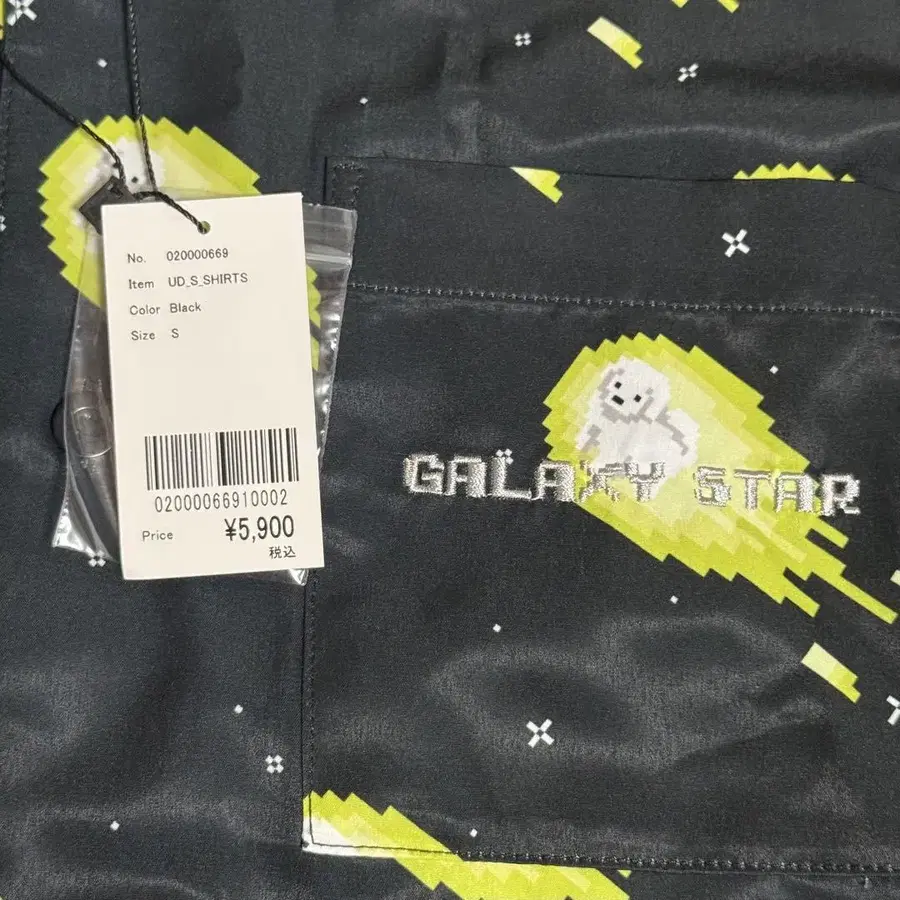 No. 020000669
Item UD_S_SHIRTS
Color Black
Size S
02000066910002
Price ¥5,900
税込
GALAXY STAR